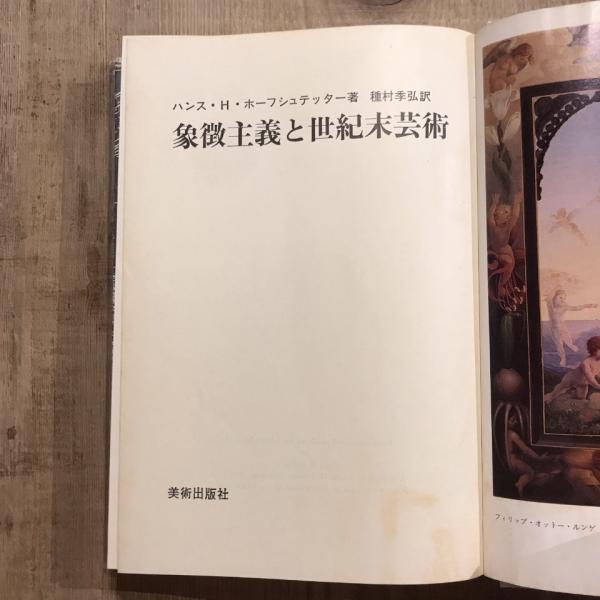 ハンス・H・ホーフシュテッター著 種村季弘訳
象徴主義と世紀末芸術
美術出版社
フィリップ・オットー・ルンゲ